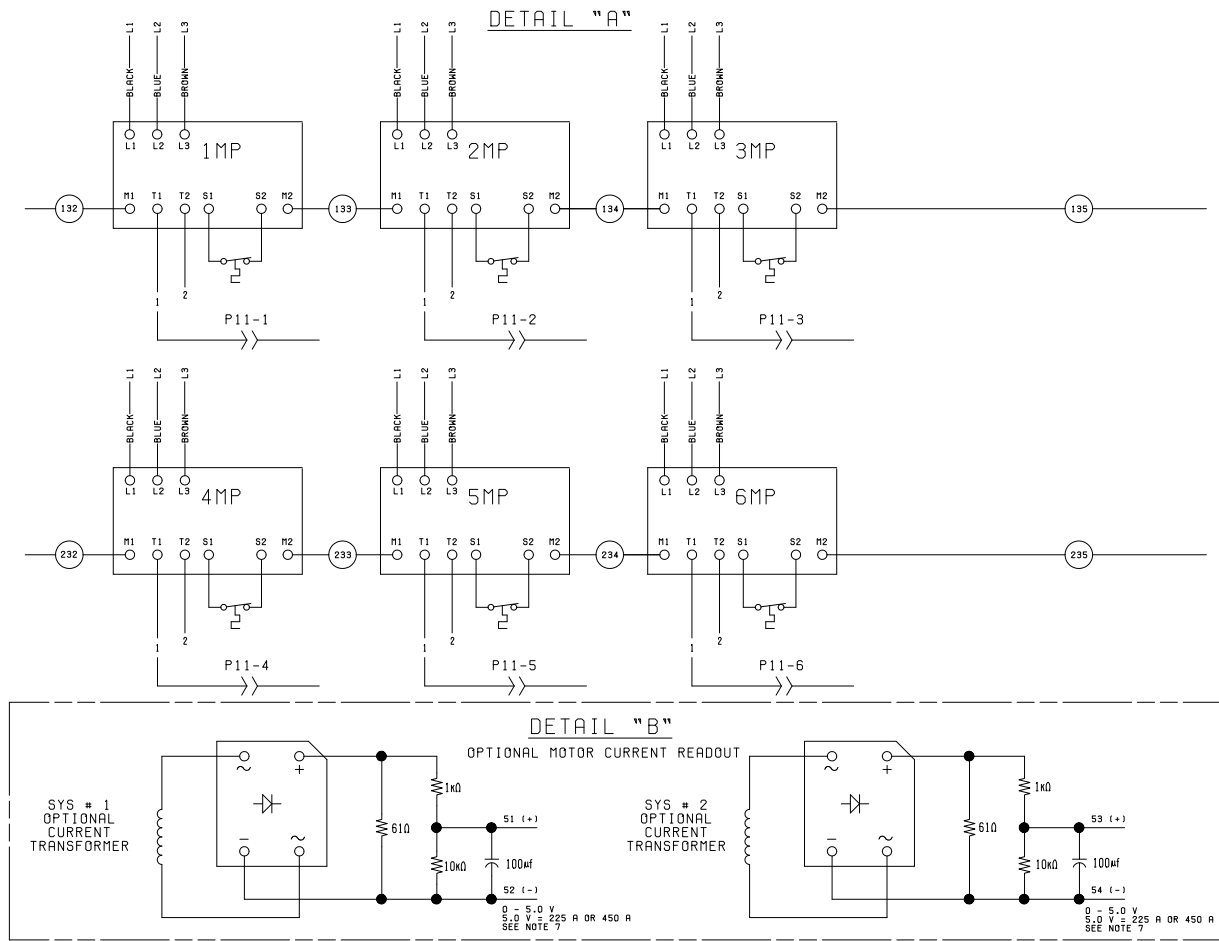 DETAIL "A"
L1 L2 L3 L1 L2 L3 L1 L2 L3
BLACK BLUE BROWN BLACK BLUE BROWN BLACK BLUE BROWN
L1 L2 L3 L1 L2 L3 L1 L2 L3
1MP 2MP 3MP
M1 T1 T2 S1 S2 M2 M1 T1 T2 S1 S2 M2 M1 T1 T2 S1 S2 M2
132 133 134 135
1 2 1 2 1 2
P11-1 P11-2 P11-3
L1 L2 L3 L1 L2 L3 L1 L2 L3
BLACK BLUE BROWN BLACK BLUE BROWN BLACK BLUE BROWN
L1 L2 L3 L1 L2 L3 L1 L2 L3
4MP 5MP 6MP
M1 T1 T2 S1 S2 M2 M1 T1 T2 S1 S2 M2 M1 T1 T2 S1 S2 M2
232 233 234 235
1 2 1 2 1 2
P11-4 P11-5 P11-6
DETAIL "B"
OPTIONAL MOTOR CURRENT READOUT
SYS # 1
OPTIONAL
CURRENT
TRANSFORMER
~ +
− ~
61Ω
1KΩ
10KΩ
100µf
51 (+)
52 (-)
0 - 5.0 V
5.0 V = 225 A OR 450 A
SEE NOTE 7
SYS # 2
OPTIONAL
CURRENT
TRANSFORMER
~ +
− ~
61Ω
1KΩ
10KΩ
100µf
53 (+)
54 (-)
0 - 5.0 V
5.0 V = 225 A OR 450 A
SEE NOTE 7